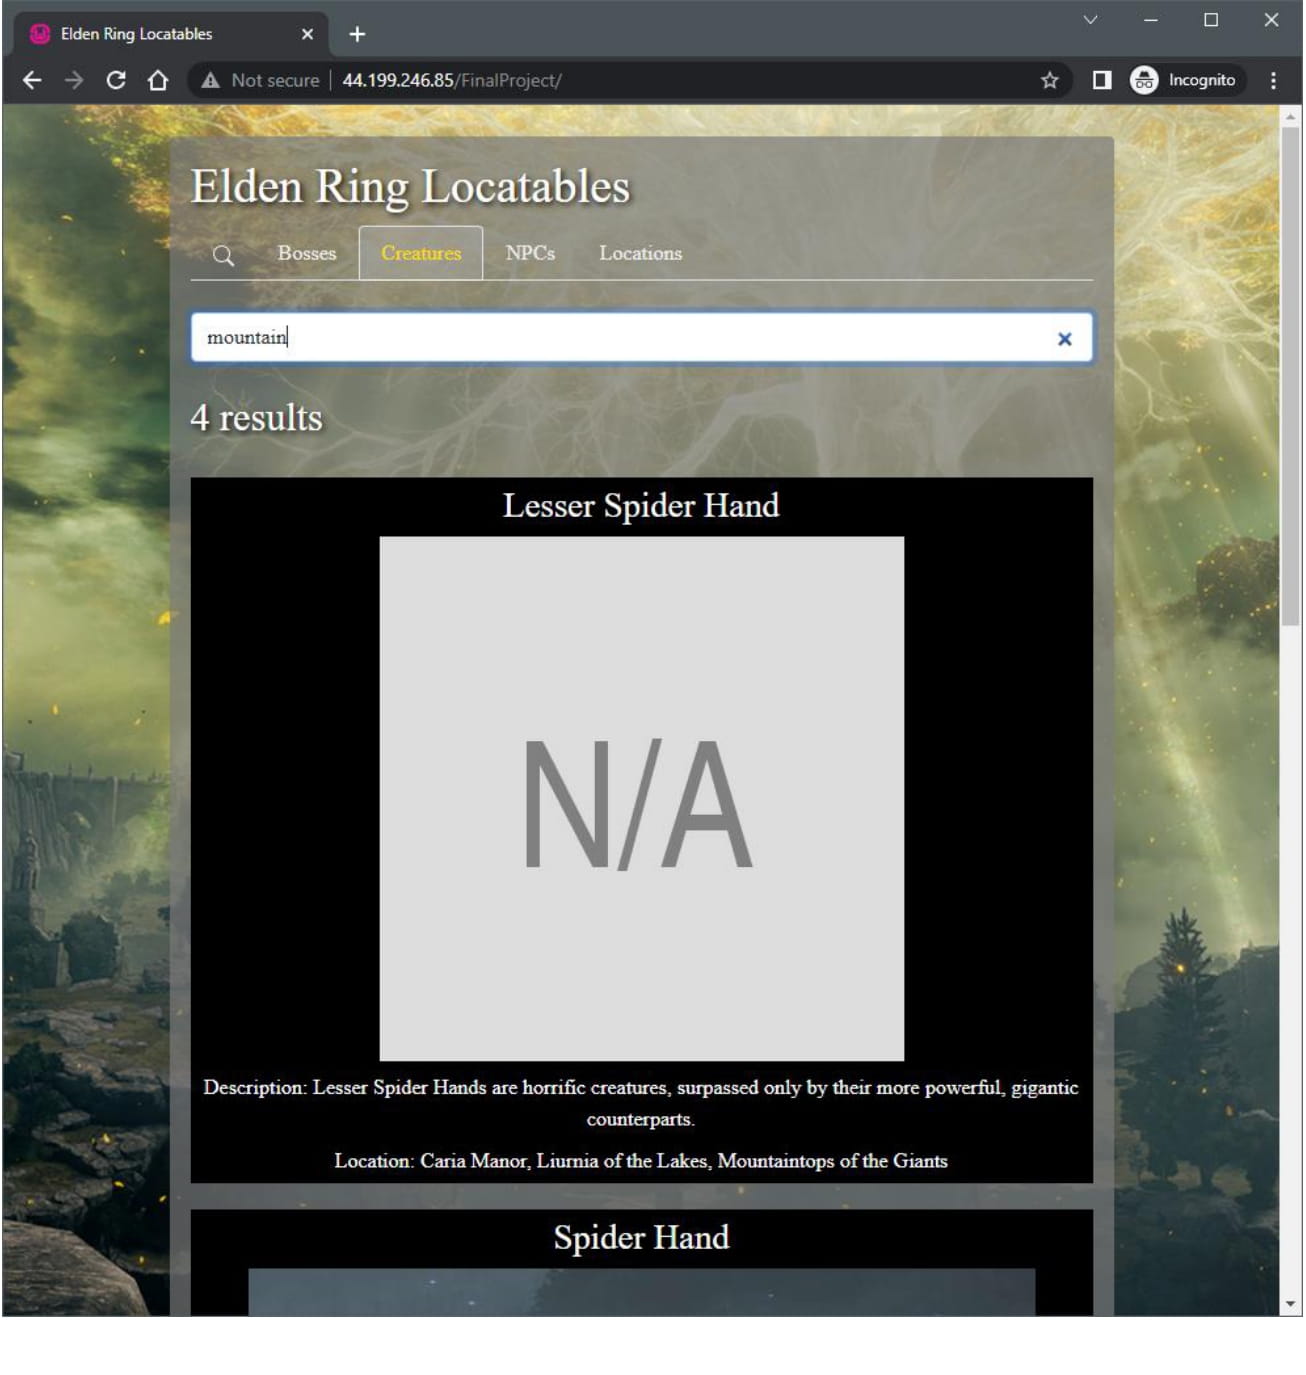 Elden Ring Locatables
Not secure | 44.199.246.85/FinalProject/
Incognito
Elden Ring Locatables
Bosses
Creatures
NPCs
Locations
mountain
4 results
Lesser Spider Hand
N/A
Description: Lesser Spider Hands are horrific creatures, surpassed only by their more powerful, gigantic
counterparts.
Location: Caria Manor, Liurnia of the Lakes, Mountaintops of the Giants
Spider Hand